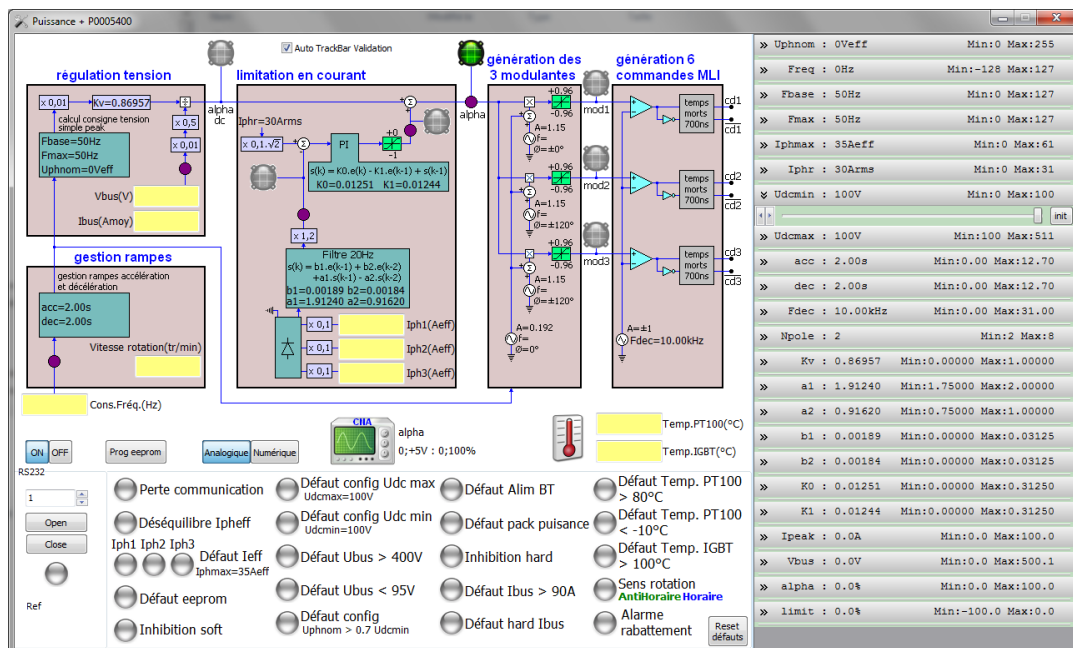 Puissance + P0005400
Auto TrackBar Validation
régulation tension
limitation en courant
génération des
3 modulantes
génération 6
commandes MLI
x 0,01
Kv=0.86957
÷
x 0,5
x 0,01
calcul consigne tension
simple peak
Fbase=50Hz
Fmax=50Hz
Uphnom=0Veff
Vbus(V)
Ibus(Amoy)
alpha
dc
Iphr=30Arms
x 0,1.√2
Σ
PI
+0
-1
Σ
s(k) = K0.e(k) - K1.e(k-1) + s(k-1)
K0=0.01251 K1=0.01244
x 1,2
Filtre 20Hz
s(k) = b1.e(k-1) + b2.e(k-2)
+a1.s(k-1) - a2.s(k-2)
b1=0.00189 b2=0.00184
a1=1.91240 a2=0.91620
x 0,1
Iph1(Aeff)
x 0,1
Iph2(Aeff)
x 0,1
Iph3(Aeff)
gestion rampes
gestion rampes accélération
et décélération
acc=2.00s
dec=2.00s
Vitesse rotation(tr/min)
Cons.Fréq.(Hz)
alpha
+0.96
-0.96
mod1
A=1.15
f=
Ø=±0°
+0.96
-0.96
mod2
Σ
A=1.15
f=
Ø=±120°
+0.96
-0.96
mod3
Σ
A=1.15
f=
Ø=±120°
A=0.192
f=
Ø=0°
temps
morts
700ns
cd1
cd1
temps
morts
700ns
cd2
cd2
temps
morts
700ns
cd3
cd3
A=±1
Fdec=10.00kHz
ON OFF
Prog eeprom
Analogique Numérique
CNA
alpha
0;+5V : 0;100%
Temp.PT100(°C)
Temp.IGBT(°C)
RS232
1
Open
Close
Ref
Perte communication
Déséquilibre Ipheff
Iph1 Iph2 Iph3
Défaut Ieff
Iphmax=35Aeff
Défaut eeprom
Inhibition soft
Défaut config Udc max
Udcmax=100V
Défaut config Udc min
Udcmin=100V
Défaut Ubus > 400V
Défaut Ubus < 95V
Défaut config
Uphnom > 0.7 Udcmin
Défaut Alim BT
Défaut pack puisance
Inhibition hard
Défaut Ibus > 90A
Défaut hard Ibus
Défaut Temp. PT100
> 80°C
Défaut Temp. PT100
< -10°C
Défaut Temp. IGBT
> 100°C
Sens rotation
AntiHoraire Horaire
Alarme
rabattement
Reset
défauts
» Uphnom : 0Veff Min:0 Max:255
» Freq : 0Hz Min:-128 Max:127
» Fbase : 50Hz Min:0 Max:127
» Fmax : 50Hz Min:0 Max:127
» Iphmax : 35Aeff Min:0 Max:61
» Iphr : 30Arms Min:0 Max:31
Udcmin : 100V Min:0 Max:100
init
» Udcmax : 100V Min:100 Max:511
» acc : 2.00s Min:0.00 Max:12.70
» dec : 2.00s Min:0.00 Max:12.70
» Fdec : 10.00kHz Min:0.00 Max:31.00
» Npole : 2 Min:2 Max:8
» Kv : 0.86957 Min:0.00000 Max:1.00000
» a1 : 1.91240 Min:1.75000 Max:2.00000
» a2 : 0.91620 Min:0.75000 Max:1.00000
» b1 : 0.00189 Min:0.00000 Max:0.03125
» b2 : 0.00184 Min:0.00000 Max:0.03125
» K0 : 0.01251 Min:0.00000 Max:0.31250
» K1 : 0.01244 Min:0.00000 Max:0.31250
» Ipeak : 0.0A Min:0.0 Max:100.0
» Vbus : 0.0V Min:0.0 Max:500.1
» alpha : 0.0% Min:0.0 Max:100.0
» limit : 0.0% Min:-100.0 Max:0.0